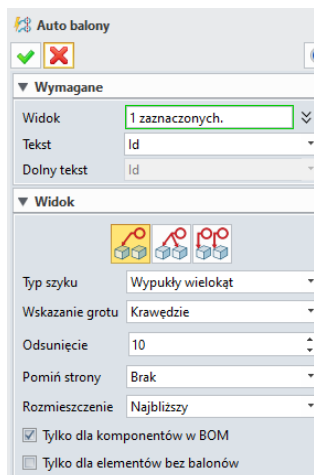 Auto balony
Wymagane
Widok 1 zaznaczonych.
Tekst Id
Dolny tekst Id
Widok
Typ szyku Wypukły wielokąt
Wskazanie grotu Krawędzie
Odsunięcie 10
Pomiń strony Brak
Rozmieszczenie Najbliższy
Tylko dla komponentów w BOM
Tylko dla elementów bez balonów